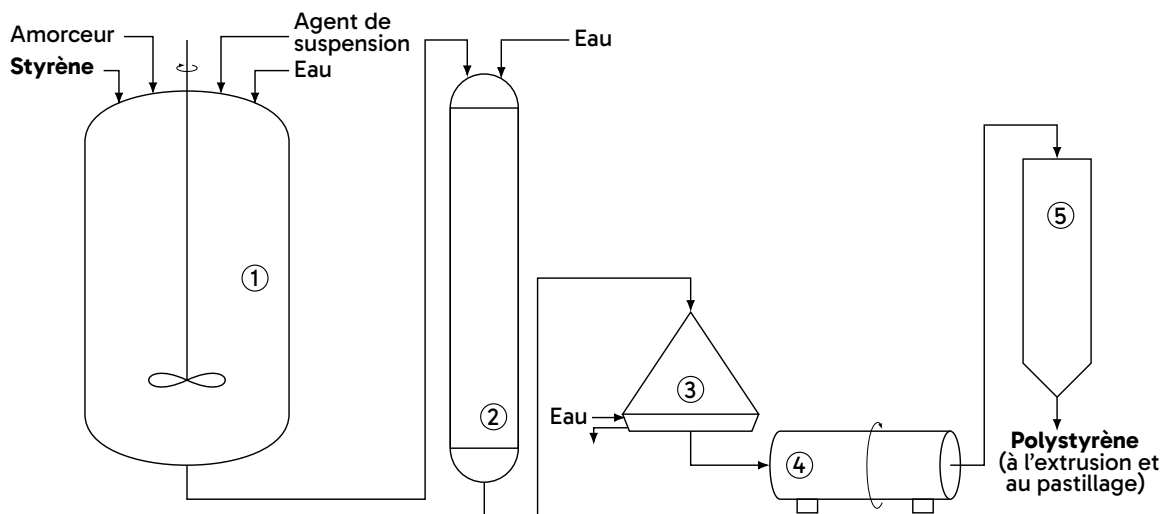 Amorceur
Styrène
Agent de
suspension
Eau
Eau
1
2
3
Eau
4
5
Polystyrène
(à l'extrusion et
au pastillage)